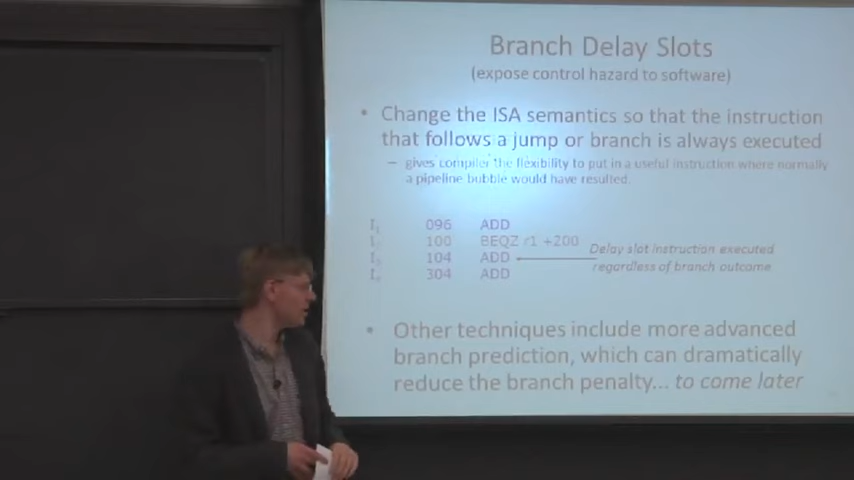 Branch Delay Slots
(expose control hazard to software)
• Change the ISA semantics so that the instruction
that follows a jump or branch is always executed
– gives compiler the flexibility to put in a useful instruction where normally
a pipeline bubble would have resulted.
I1 096 ADD
100 BEQZ r1 +200
104 ADD
304 ADD
Delay slot instruction executed
regardless of branch outcome
• Other techniques include more advanced
branch prediction, which can dramatically
reduce the branch penalty... to come later